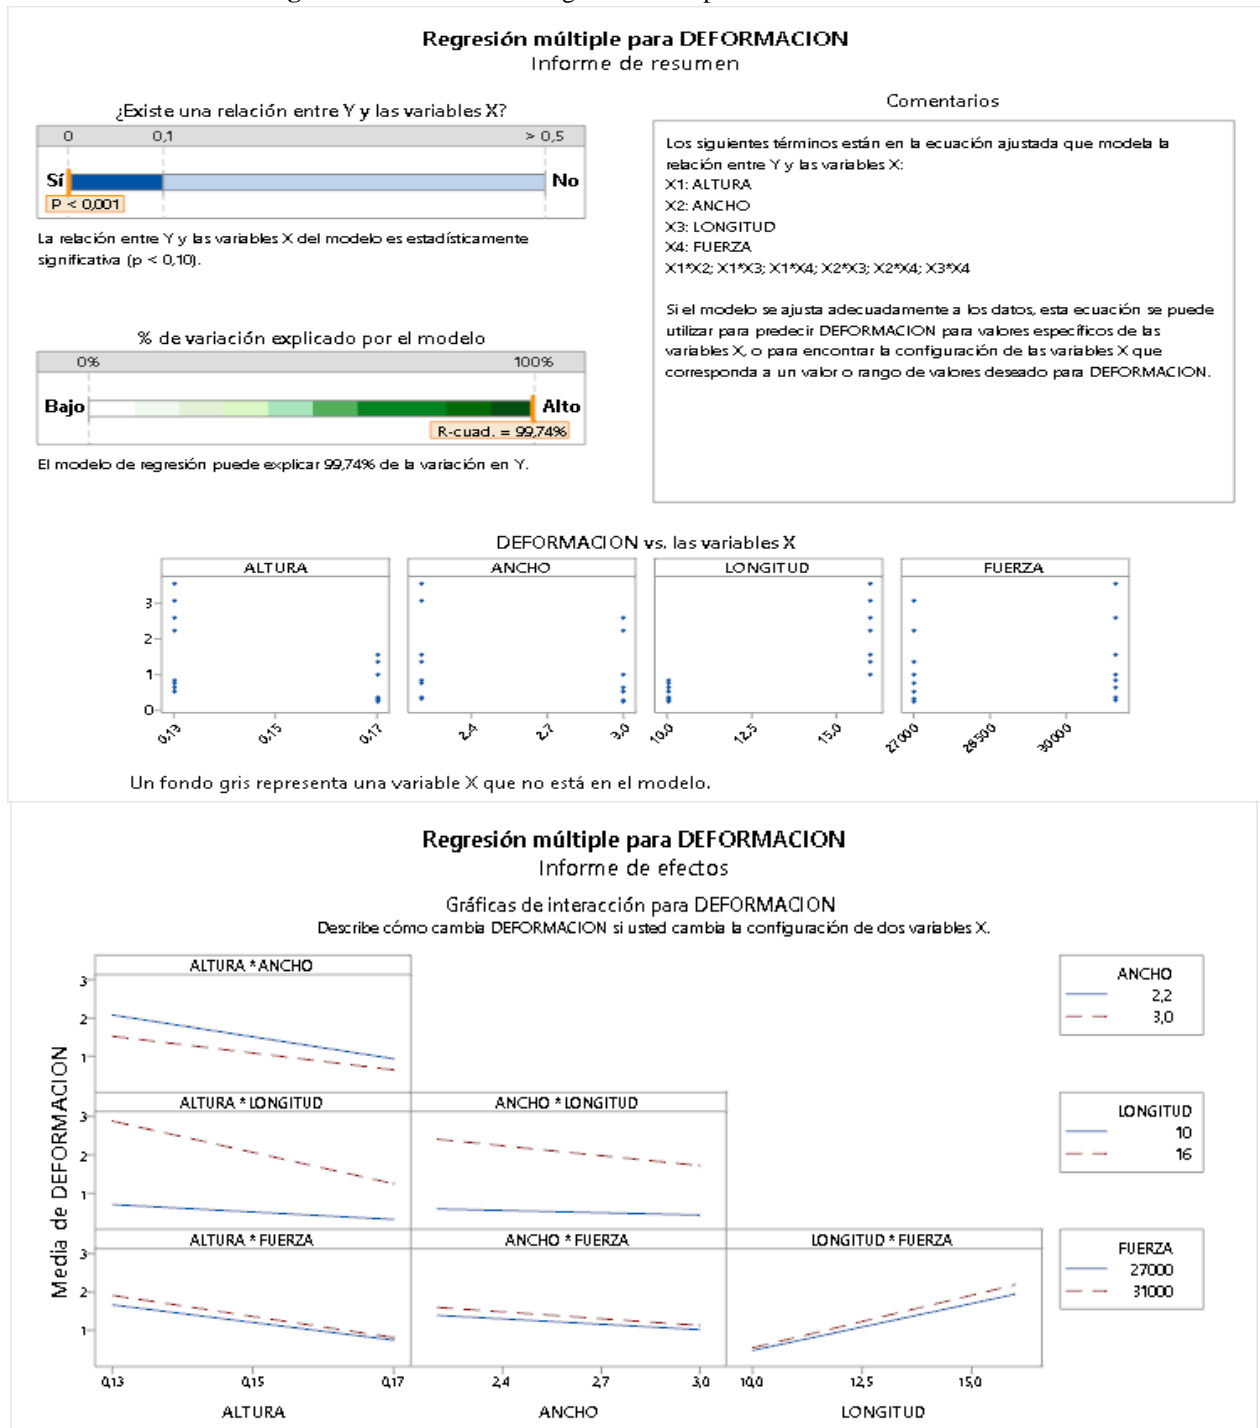 Regresión múltiple para DEFORMACION
Informe de resumen
¿Existe una relación entre Y y las variables X?
0 0,1 > 0,5
Sí No
P < 0,001
La relación entre Y y las variables X del modelo es estadísticamente
significativa (p < 0,10).
% de variación explicado por el modelo
0% 100%
Bajo Alto
R-cuad. = 99,74%
El modelo de regresión puede explicar 99,74% de la variación en Y.
Comentarios
Los siguientes términos están en la ecuación ajustada que modela la
relación entre Y y las variables X:
X1: ALTURA
X2: ANCHO
X3: LONGITUD
X4: FUERZA
X1*X2; X1*X3; X1*X4; X2*X3; X2*X4; X3*X4
Si el modelo se ajusta adecuadamente a los datos, esta ecuación se puede
utilizar para predecir DEFORMACION para valores específicos de las
variables X, o para encontrar la configuración de las variables X que
corresponda a un valor o rango de valores deseado para DEFORMACION.
DEFORMACION vs. las variables X
ALTURA ANCHO LONGITUD FUERZA
3
2
1
0
0,13 0,15 0,17 2,4 2,7 3,0 10,0 12,5 15,0 27000 28500 30000
Un fondo gris representa una variable X que no está en el modelo.
Regresión múltiple para DEFORMACION
Informe de efectos
Gráficas de interacción para DEFORMACION
Describe cómo cambia DEFORMACION si usted cambia la configuración de dos variables X.
Media de DEFORMACION
ALTURA * ANCHO
3
2
1
ANCHO
2,2
3,0
ALTURA * LONGITUD ANCHO * LONGITUD
3
2
1
LONGITUD
10
16
ALTURA * FUERZA ANCHO * FUERZA LONGITUD * FUERZA
3
2
1
FUERZA
27000
31000
0,13 0,15 0,17 2,4 2,7 3,0 10,0 12,5 15,0
ALTURA ANCHO LONGITUD